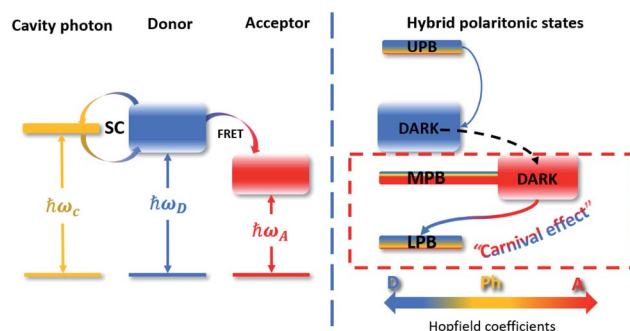 Cavity photon
Donor
Acceptor
SC
FRET
ħω_c
ħω_D
ħω_A
Hybrid polaritonic states
UPB
DARK
MPB
DARK
LPB
"Carnival effect"
D
Ph
A
Hopfield coefficients